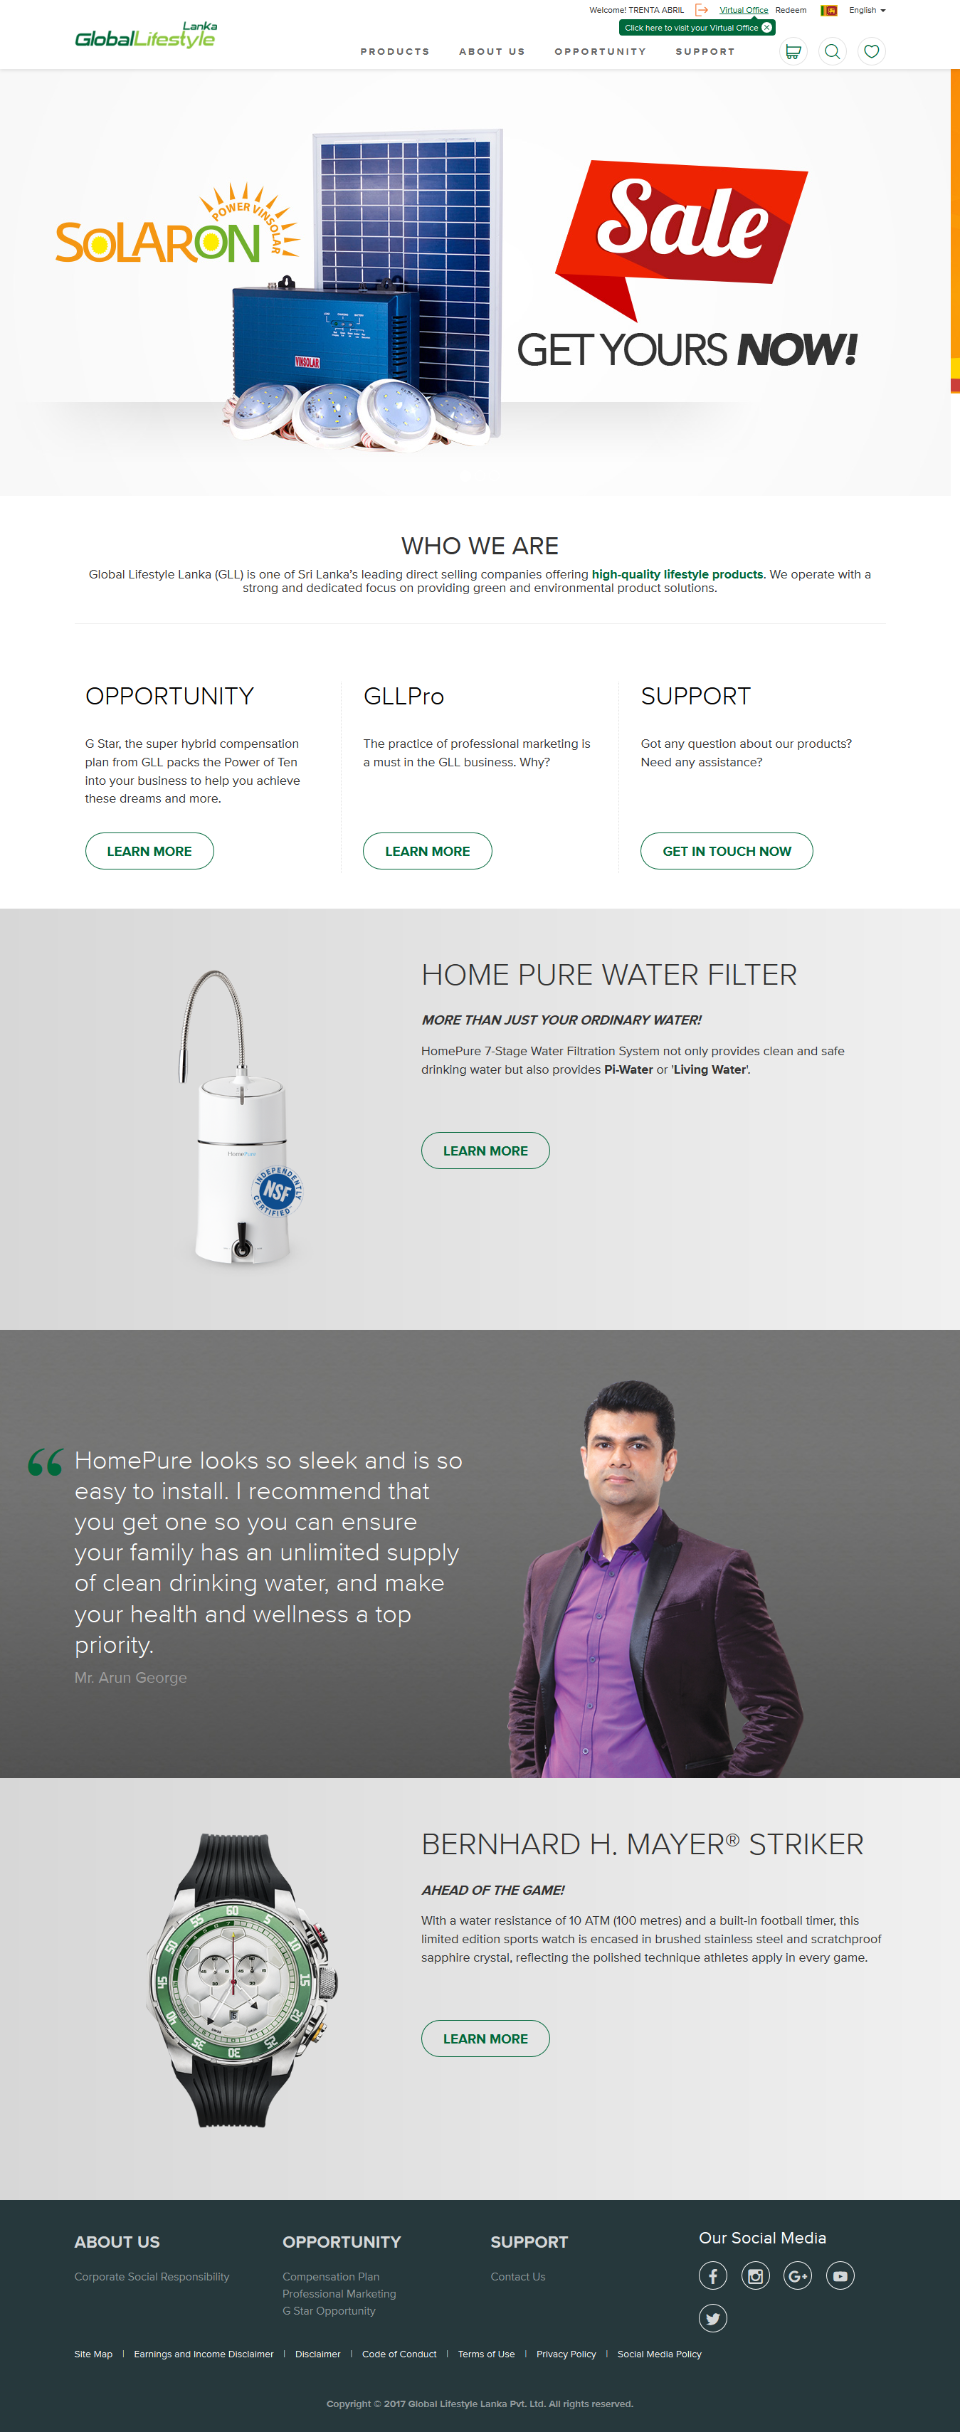 Welcome! TRENTA ABRIL Virtual Office Redeem English
Click here to visit your Virtual Office
Lanka
GlobalLifestyle
PRODUCTS ABOUT US OPPORTUNITY SUPPORT
SOLARON
POWER VINSOLAR
VINSOLAR
Sale
GET YOURS NOW!
WHO WE ARE
Global Lifestyle Lanka (GLL) is one of Sri Lanka's leading direct selling companies offering high-quality lifestyle products. We operate with a
strong and dedicated focus on providing green and environmental product solutions.
OPPORTUNITY
G Star, the super hybrid compensation
plan from GLL packs the Power of Ten
into your business to help you achieve
these dreams and more.
LEARN MORE
GLLPro
The practice of professional marketing is
a must in the GLL business. Why?
LEARN MORE
SUPPORT
Got any question about our products?
Need any assistance?
GET IN TOUCH NOW
HomePure
INDEPENDENTLY
NSF
CERTIFIED
HOME PURE WATER FILTER
MORE THAN JUST YOUR ORDINARY WATER!
HomePure 7-Stage Water Filtration System not only provides clean and safe
drinking water but also provides Pi-Water or 'Living Water'.
LEARN MORE
HomePure looks so sleek and is so
easy to install. I recommend that
you get one so you can ensure
your family has an unlimited supply
of clean drinking water, and make
your health and wellness a top
priority.
Mr. Arun George
60 5 10 15 20 25 30 35 40 45 50 55
BERNHARD H. MAYER® STRIKER
AHEAD OF THE GAME!
With a water resistance of 10 ATM (100 metres) and a built-in football timer, this
limited edition sports watch is encased in brushed stainless steel and scratchproof
sapphire crystal, reflecting the polished technique athletes apply in every game.
LEARN MORE
ABOUT US
Corporate Social Responsibility
OPPORTUNITY
Compensation Plan
Professional Marketing
G Star Opportunity
SUPPORT
Contact Us
Our Social Media
Site Map | Earnings and Income Disclaimer | Disclaimer | Code of Conduct | Terms of Use | Privacy Policy | Social Media Policy
Copyright © 2017 Global Lifestyle Lanka Pvt. Ltd. All rights reserved.